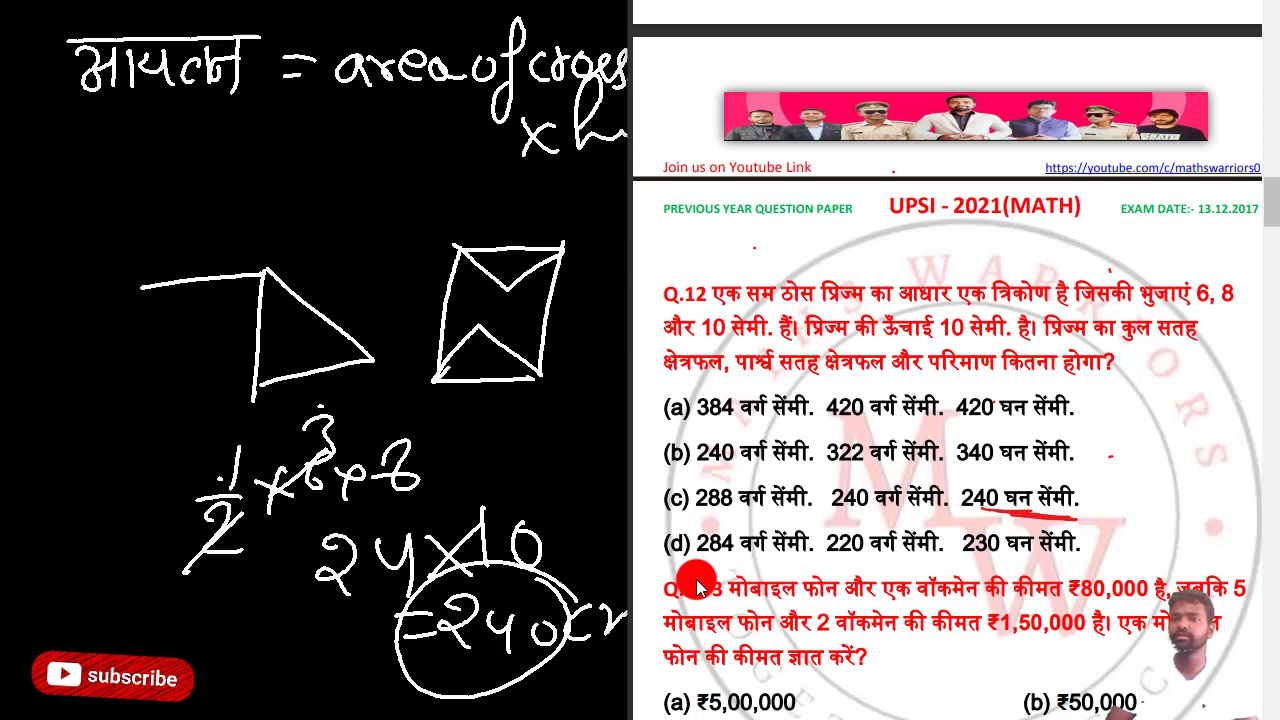 आयतन = area of cross
× h
1/2 × 6 × 8
3
24 × 10
= 240 cm
subscribe
Join us on Youtube Link https://youtube.com/c/mathswarriors0
PREVIOUS YEAR QUESTION PAPER UPSI - 2021(MATH) EXAM DATE:- 13.12.2017
Q.12 एक सम ठोस प्रिज्म का आधार एक त्रिकोण है जिसकी भुजाएं 6, 8
और 10 सेमी. हैं। प्रिज्म की ऊँचाई 10 सेमी. है। प्रिज्म का कुल सतह
क्षेत्रफल, पार्श्व सतह क्षेत्रफल और परिमाण कितना होगा?
(a) 384 वर्ग सेंमी. 420 वर्ग सेंमी. 420 घन सेंमी.
(b) 240 वर्ग सेंमी. 322 वर्ग सेंमी. 340 घन सेंमी.
(c) 288 वर्ग सेंमी. 240 वर्ग सेंमी. 240 घन सेंमी.
(d) 284 वर्ग सेंमी. 220 वर्ग सेंमी. 230 घन सेंमी.
मोबाइल फोन और एक वॉकमेन की कीमत ₹80,000 है, जबकि 5
मोबाइल फोन और 2 वॉकमेन की कीमत ₹1,50,000 है। एक
फोन की कीमत ज्ञात करें?
(a) ₹5,00,000 (b) ₹50,000
MATHS WARRIORS
MW